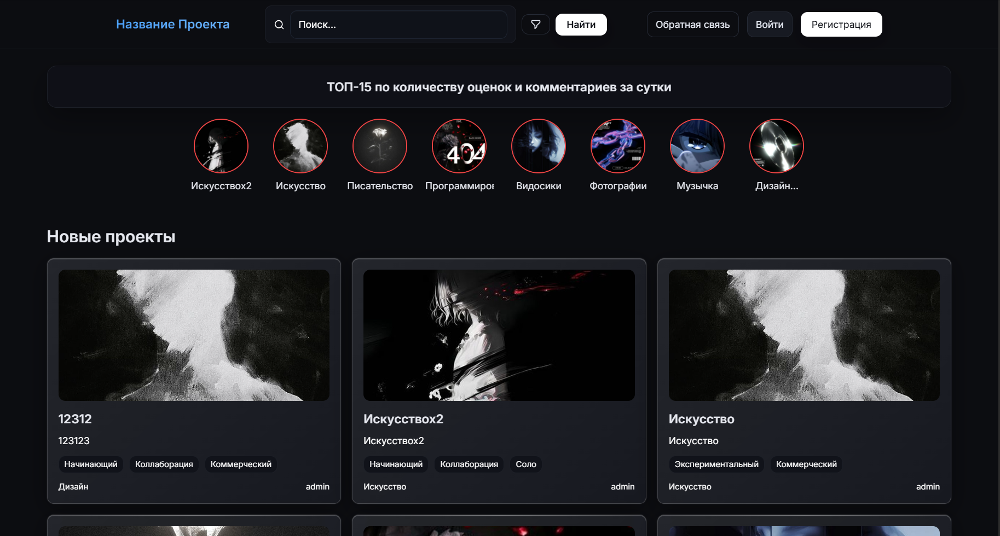 Название Проекта
Поиск...
Найти
Обратная связь
Войти
Регистрация
ТОП-15 по количеству оценок и комментариев за сутки
404
Искусствох2
Искусство
Писательство
Программиров
Видосики
Фотографии
Музычка
Дизайн...
Новые проекты
12312
123123
Начинающий Коллаборация Коммерческий
Дизайн admin
Искусствох2
Искусствох2
Начинающий Коллаборация Соло
Искусство admin
Искусство
Искусство
Экспериментальный Коммерческий
Искусство admin